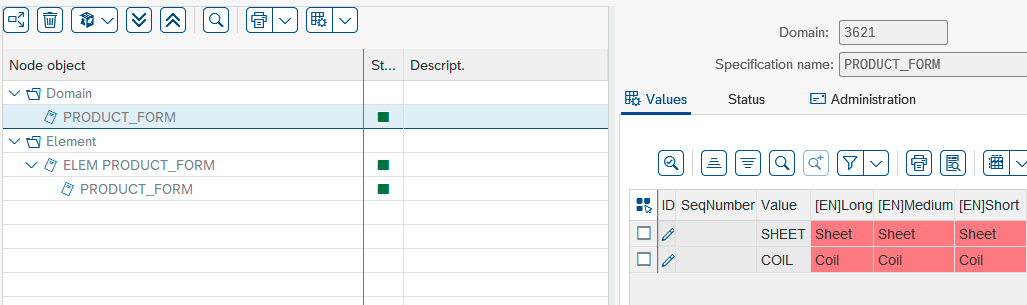 Node object St... Descript.
Domain
PRODUCT_FORM
Element
ELEM PRODUCT_FORM
PRODUCT_FORM
Domain: 3621
Specification name: PRODUCT_FORM
Values Status Administration
ID SeqNumber Value [EN]Long [EN]Medium [EN]Short
SHEET Sheet Sheet Sheet
COIL Coil Coil Coil